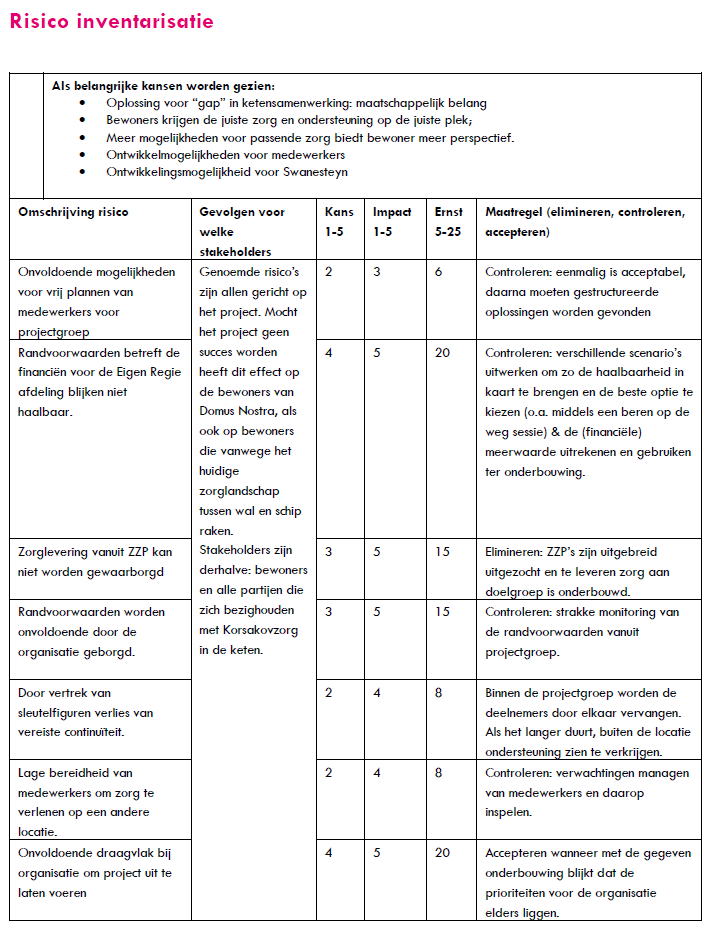 Risico inventarisatie
Als belangrijke kansen worden gezien:
• Oplossing voor “gap” in ketensamenwerking: maatschappelijk belang
• Bewoners krijgen de juiste zorg en ondersteuning op de juiste plek;
• Meer mogelijkheden voor passende zorg biedt bewoner meer perspectief.
• Ontwikkelmogelijkheden voor medewerkers
• Ontwikkelingsmogelijkheid voor Swanesteyn
Omschrijving risico
Gevolgen voor
welke
stakeholders
Kans
1-5
Impact
1-5
Ernst
5-25
Maatregel (elimineren, controleren,
accepteren)
Onvoldoende mogelijkheden
voor vrij plannen van
medewerkers voor
projectgroep
Genoemde risico’s
zijn allen gericht op
het project. Mocht
het project geen
succes worden
heeft dit effect op
de bewoners van
Domus Nostra, als
ook op bewoners
die vanwege het
huidige
zorglandschap
tussen wal en schip
raken.
Stakeholders zijn
derhalve: bewoners
en alle partijen die
zich bezighouden
met Korsakovzorg
in de keten.
2
3
6
Controleren: eenmalig is acceptabel,
daarna moeten gestructureerde
oplossingen worden gevonden
Randvoorwaarden betreft de
financiën voor de Eigen Regie
afdeling blijken niet
haalbaar.
4
5
20
Controleren: verschillende scenario’s
uitwerken om zo de haalbaarheid in
kaart te brengen en de beste optie te
kiezen (o.a. middels een beren op de
weg sessie) & de (financiële)
meerwaarde uitrekenen en gebruiken
ter onderbouwing.
Zorglevering vanuit ZZP kan
niet worden gewaarborgd
3
5
15
Elimineren: ZZP’s zijn uitgebreid
uitgezocht en te leveren zorg aan
doelgroep is onderbouwd.
Randvoorwaarden worden
onvoldoende door de
organisatie geborgd.
3
5
15
Controleren: strakke monitoring van
de randvoorwaarden vanuit
projectgroep.
Door vertrek van
sleutelfiguren verlies van
vereiste continuïteit.
2
4
8
Binnen de projectgroep worden de
deelnemers door elkaar vervangen.
Als het langer duurt, buiten de locatie
ondersteuning zien te verkrijgen.
Lage bereidheid van
medewerkers om zorg te
verlenen op een andere
locatie.
2
4
8
Controleren: verwachtingen managen
van medewerkers en daarop
inspelen.
Onvoldoende draagvlak bij
organisatie om project uit te
laten voeren
4
5
20
Accepteren wanneer met de gegeven
onderbouwing blijkt dat de
prioriteiten voor de organisatie
elders liggen.